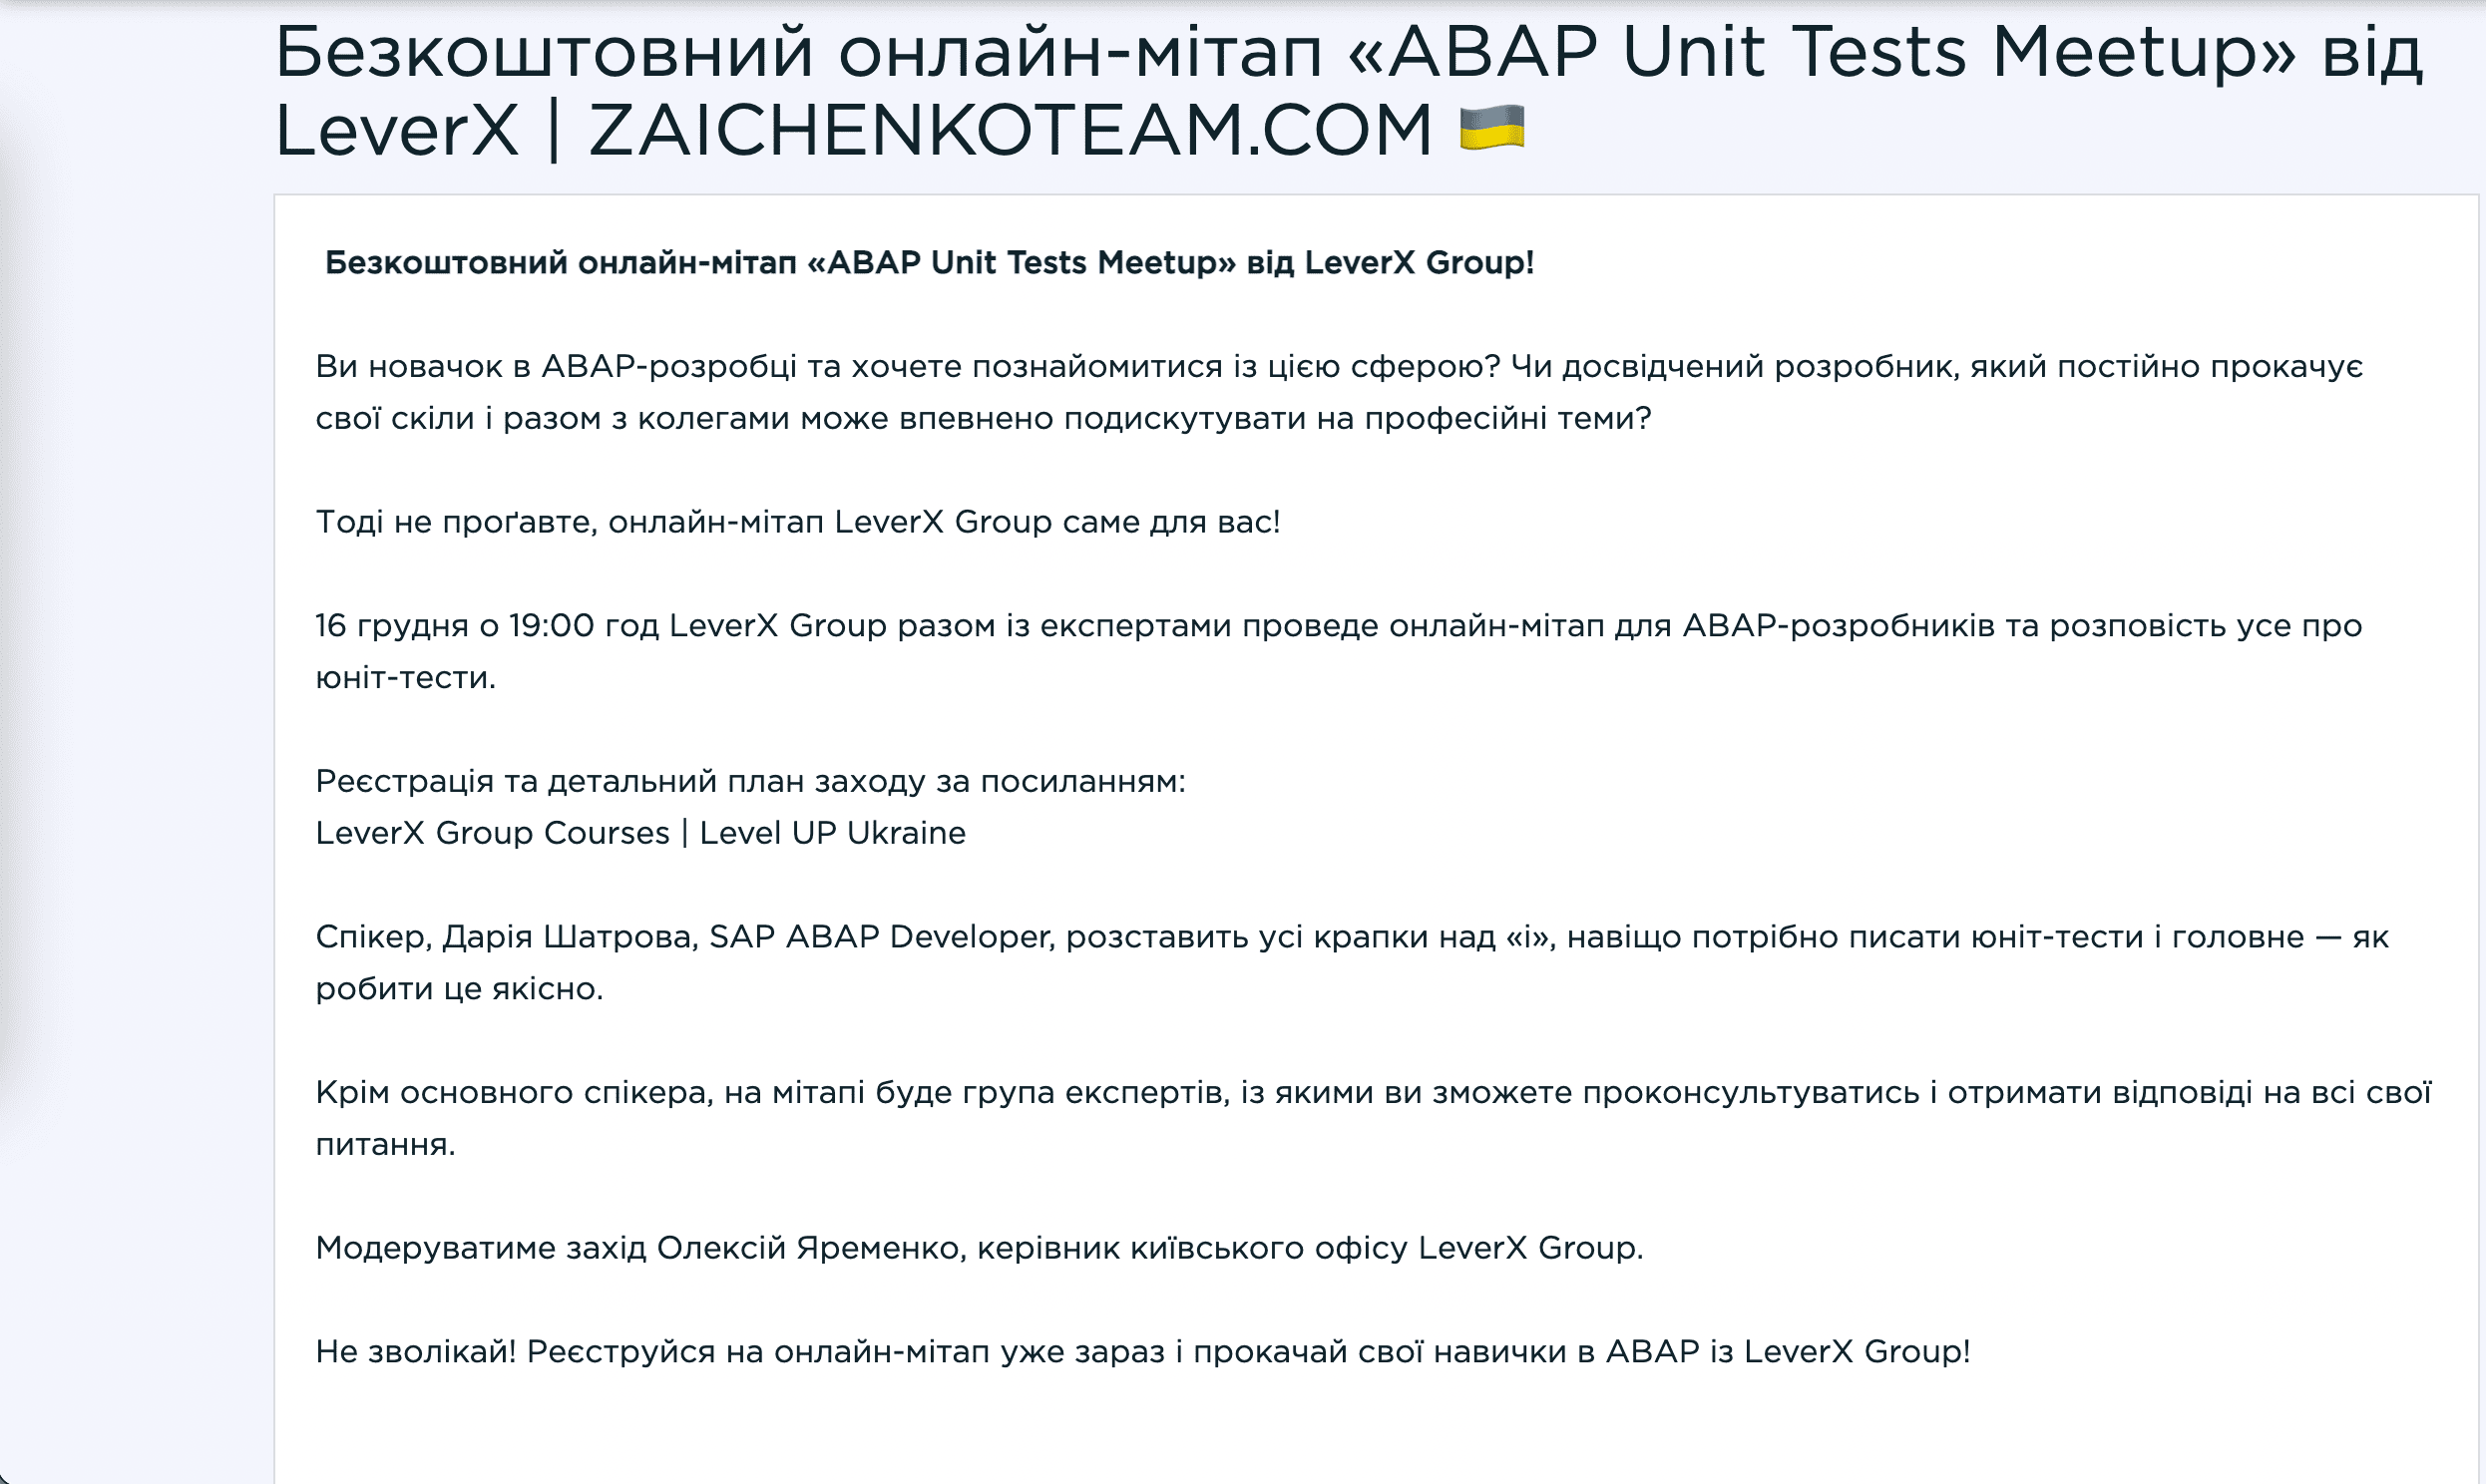 Безкоштовний онлайн-мітап «ABAP Unit Tests Meetup» від
LeverX | ZAICHENKOTEAM.COM 🇺🇦
Безкоштовний онлайн-мітап «ABAP Unit Tests Meetup» від LeverX Group!
Ви новачок в ABAP-розробці та хочете познайомитися із цією сферою? Чи досвідчений розробник, який постійно прокачує
свої скіли і разом з колегами може впевнено подискутувати на професійні теми?
Тоді не проґавте, онлайн-мітап LeverX Group саме для вас!
16 грудня о 19:00 год LeverX Group разом із експертами проведе онлайн-мітап для ABAP-розробників та розповість усе про
юніт-тести.
Реєстрація та детальний план заходу за посиланням:
LeverX Group Courses | Level UP Ukraine
Спікер, Дарія Шатрова, SAP ABAP Developer, розставить усі крапки над «і», навіщо потрібно писати юніт-тести і головне — як
робити це якісно.
Крім основного спікера, на мітапі буде група експертів, із якими ви зможете проконсультуватись і отримати відповіді на всі свої
питання.
Модеруватиме захід Олексій Яременко, керівник київського офісу LeverX Group.
Не зволікай! Реєструйся на онлайн-мітап уже зараз і прокачай свої навички в ABAP із LeverX Group!